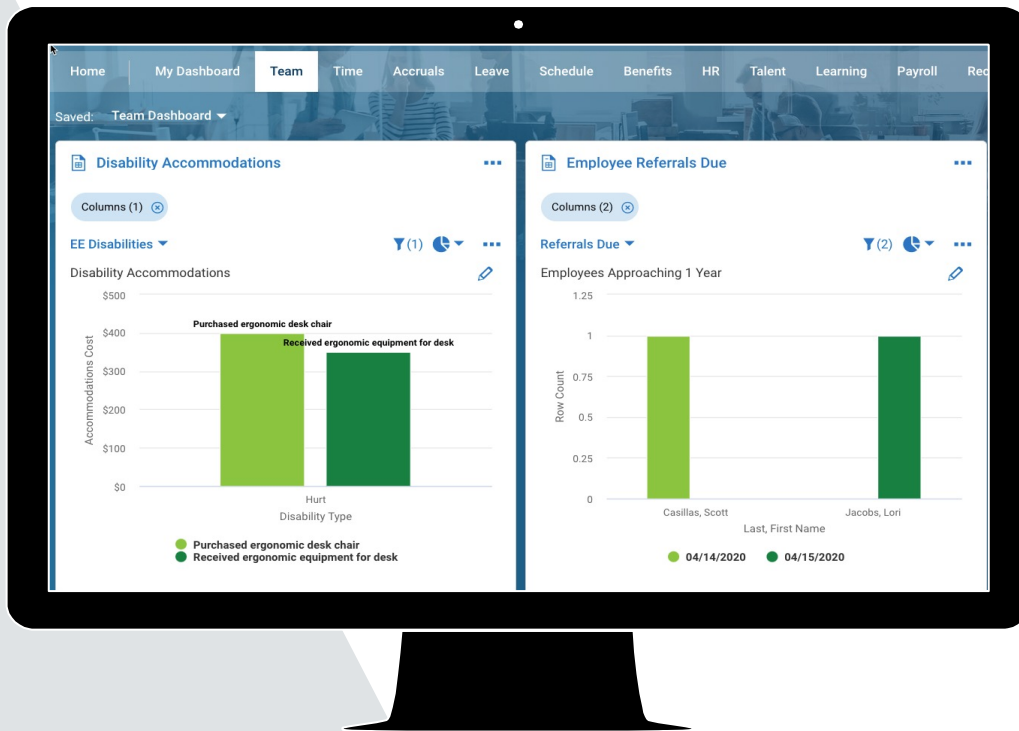 Home My Dashboard Team Time Accruals Leave Schedule Benefits HR Talent Learning Payroll Rec
Saved: Team Dashboard
Disability Accommodations
Columns (1)
EE Disabilities (1)
Disability Accommodations
$500
$400
$300
$200
$100
$0
Accommodations Cost
Purchased ergonomic desk chair
Received ergonomic equipment for desk
Hurt
Disability Type
Purchased ergonomic desk chair
Received ergonomic equipment for desk
Employee Referrals Due
Columns (2)
Referrals Due (2)
Employees Approaching 1 Year
1.25
1
0.75
0.5
0.25
0
Row Count
Casillas, Scott Jacobs, Lori
Last, First Name
04/14/2020 04/15/2020